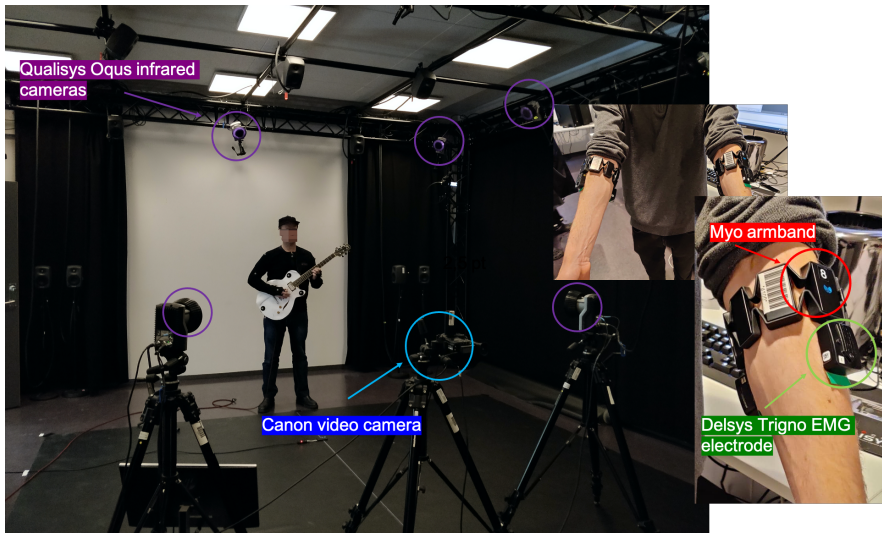 Qualisys Oqus infrared
cameras
Myo armband
Canon video camera
Delsys Trigno EMG
electrode